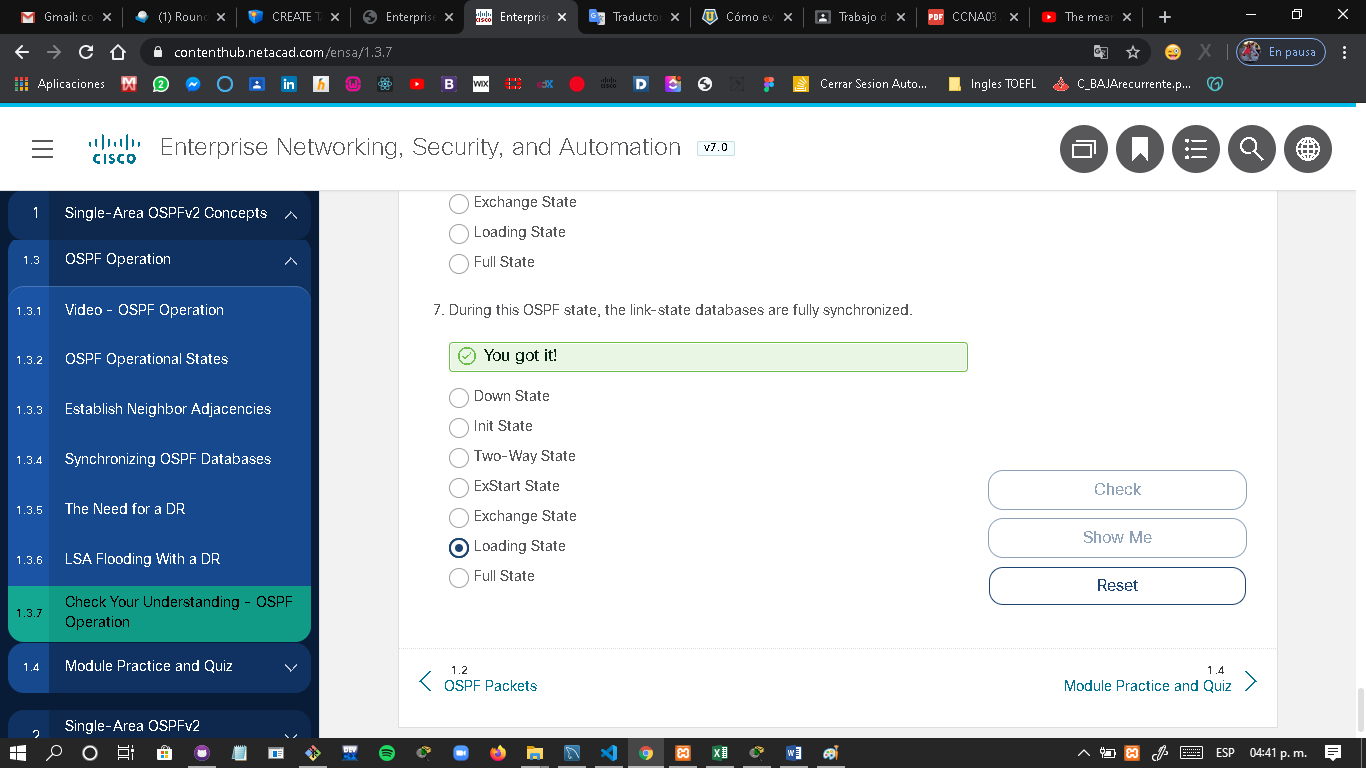 Gmail: co
(1) Round
CREATE T
Enterprise
Enterprise
Traductor
Cómo ev
Trabajo d
CCNA03
The mear
contenthub.netacad.com/ensa/1.3.7
En pausa
Aplicaciones
Cerrar Sesion Auto...
Ingles TOEFL
C_BAJArecurrente.p...
CISCO
Enterprise Networking, Security, and Automation
v7.0
1 Single-Area OSPFv2 Concepts
1.3 OSPF Operation
1.3.1 Video - OSPF Operation
1.3.2 OSPF Operational States
1.3.3 Establish Neighbor Adjacencies
1.3.4 Synchronizing OSPF Databases
1.3.5 The Need for a DR
1.3.6 LSA Flooding With a DR
1.3.7 Check Your Understanding - OSPF
Operation
1.4 Module Practice and Quiz
2 Single-Area OSPFv2
Exchange State
Loading State
Full State
7. During this OSPF state, the link-state databases are fully synchronized.
You got it!
Down State
Init State
Two-Way State
ExStart State
Exchange State
Loading State
Full State
Check
Show Me
Reset
1.2
OSPF Packets
1.4
Module Practice and Quiz
ESP
04:41 p. m.